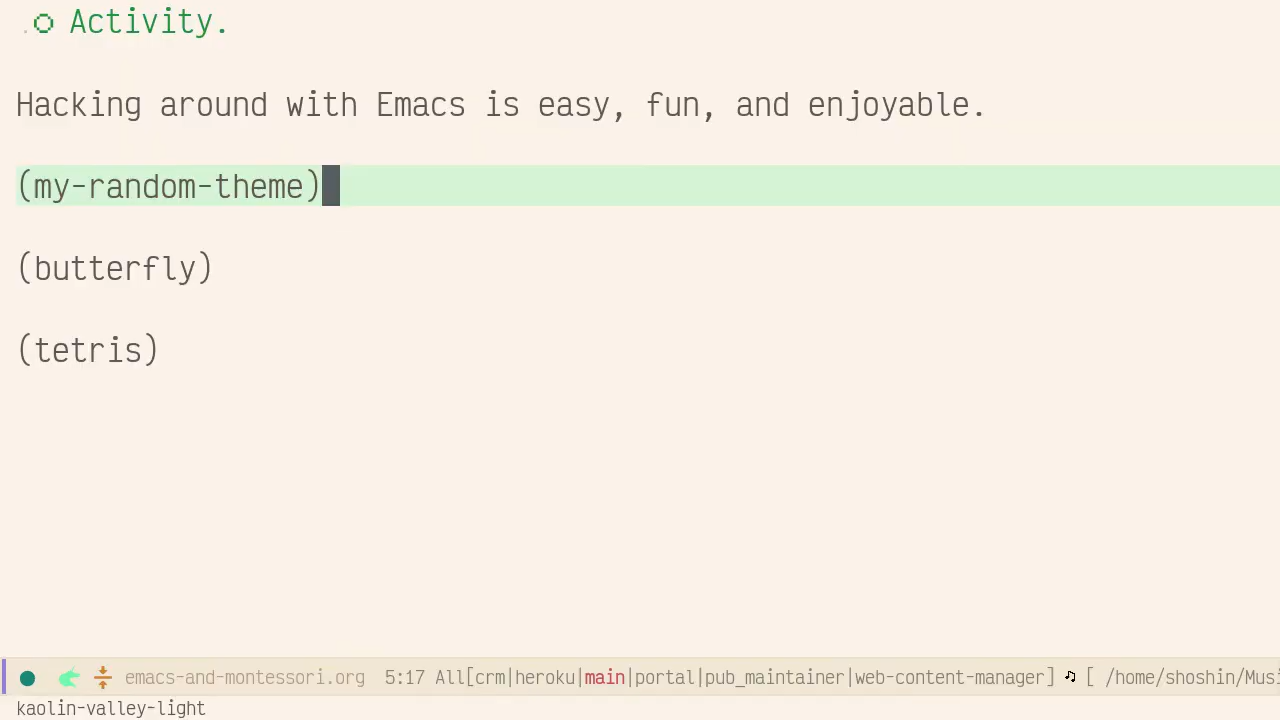 Activity.
Hacking around with Emacs is easy, fun, and enjoyable.
(my-random-theme)
(butterfly)
(tetris)
emacs-and-montessori.org 5:17 All[crm|heroku|main|portal|pub_maintainer|web-content-manager] ♫ [ /home/shoshin/Musi
kaolin-valley-light